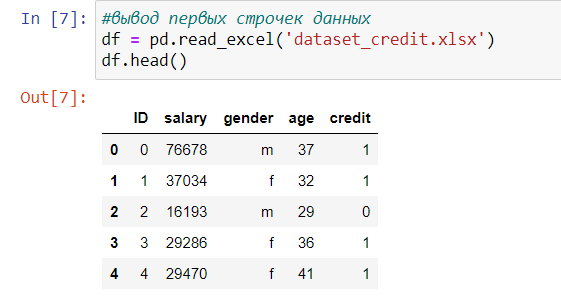 In [7]: #вывод первых строчек данных
df = pd.read_excel('dataset_credit.xlsx')
df.head()
Out[7]:
ID salary gender age credit
0 0 76678 m 37 1
1 1 37034 f 32 1
2 2 16193 m 29 0
3 3 29286 f 36 1
4 4 29470 f 41 1